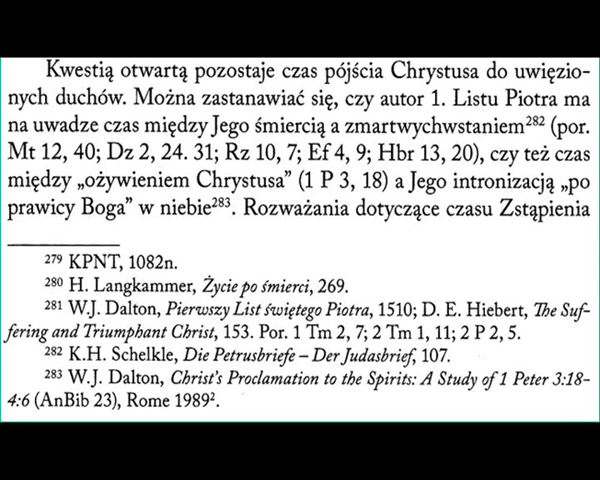 Kwestią otwartą pozostaje czas pójścia Chrystusa do uwięzio-
nych duchów. Można zastanawiać się, czy autor 1. Listu Piotra ma
na uwadze czas między Jego śmiercią a zmartwychwstaniem²⁸² (por.
Mt 12, 40; Dz 2, 24. 31; Rz 10, 7; Ef 4, 9; Hbr 13, 20), czy też czas
między „ożywieniem Chrystusa” (1 P 3, 18) a Jego intronizacją „po
prawicy Boga” w niebie²⁸³. Rozważania dotyczące czasu Zstąpienia
²⁷⁹ KPNT, 1082n.
²⁸⁰ H. Langkammer, Życie po śmierci, 269.
²⁸¹ W.J. Dalton, Pierwszy List świętego Piotra, 1510; D. E. Hiebert, The Suf-
fering and Triumphant Christ, 153. Por. 1 Tm 2, 7; 2 Tm 1, 11; 2 P 2, 5.
²⁸² K.H. Schelkle, Die Petrusbriefe – Der Judasbrief, 107.
²⁸³ W.J. Dalton, Christ's Proclamation to the Spirits: A Study of 1 Peter 3:18-
4:6 (AnBib 23), Rome 1989².